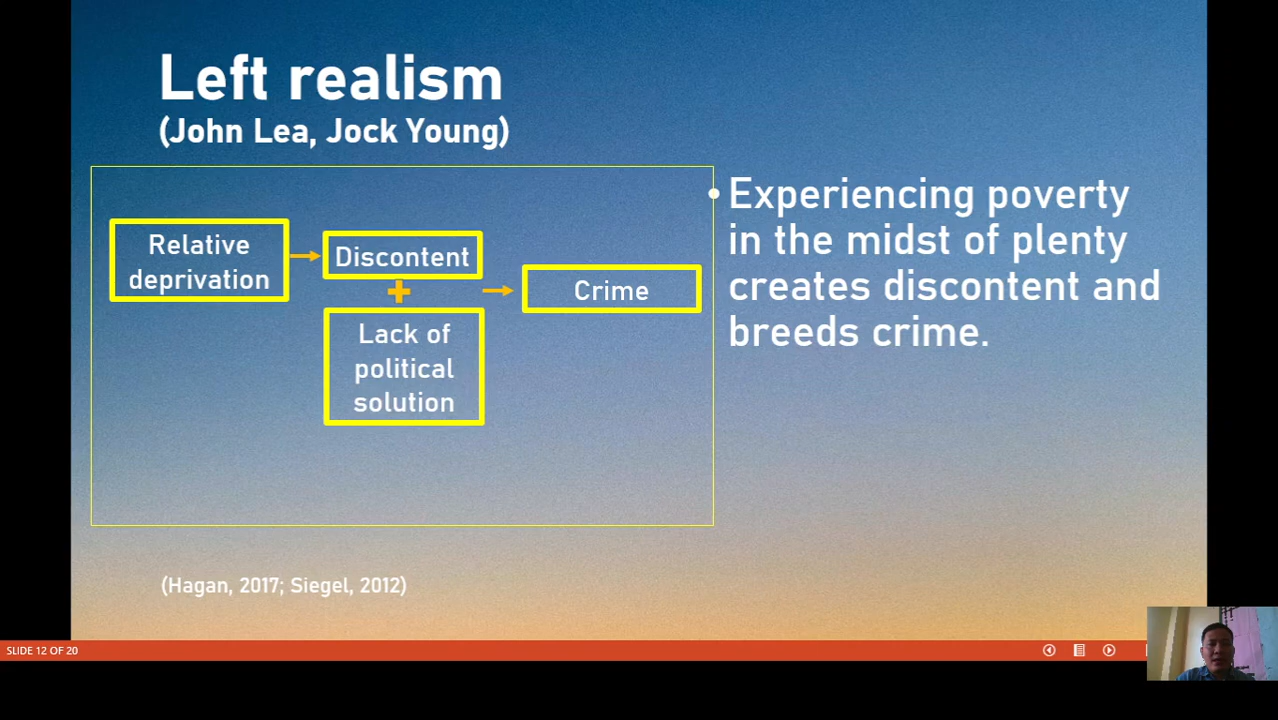 Left realism
(John Lea, Jock Young)
Relative
deprivation
Discontent
+
Lack of
political
solution
Crime
• Experiencing poverty
in the midst of plenty
creates discontent and
breeds crime.
(Hagan, 2017; Siegel, 2012)
SLIDE 12 OF 20